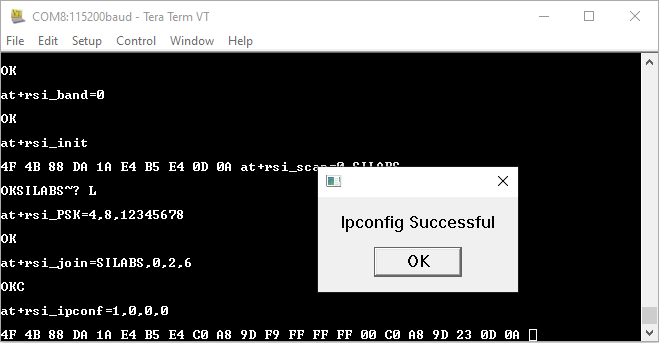 COM8:115200baud - Tera Term VT
File Edit Setup Control Window Help
OK
at+rsi_band=0
OK
at+rsi_init
4F 4B 88 DA 1A E4 B5 E4 0D 0A at+rsi_scan=0,SILABS
OKSILABS~? L
at+rsi_PSK=4,8,12345678
OK
at+rsi_join=SILABS,0,2,6
OKC
at+rsi_ipconf=1,0,0,0
4F 4B 88 DA 1A E4 B5 E4 C0 A8 9D F9 FF FF FF 00 C0 A8 9D 23 0D 0A
Ipconfig Successful
OK